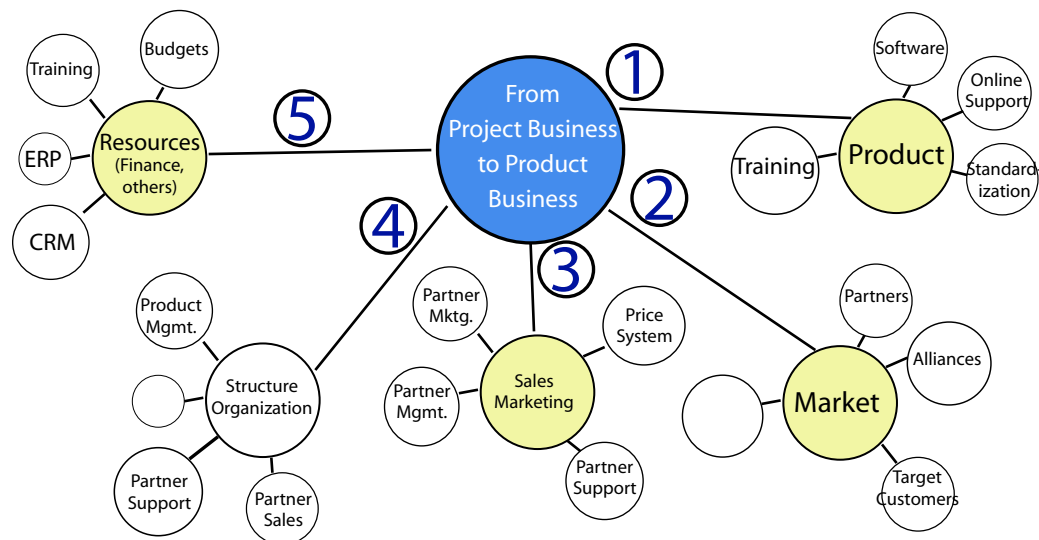 From
Project Business
to Product
Business
1
Product
Software
Online
Support
Standard-
ization
Training
2
Market
Partners
Alliances
Target
Customers
3
Sales
Marketing
Partner
Mktg.
Price
System
Partner
Mgmt.
Partner
Support
4
Structure
Organization
Product
Mgmt.
Partner
Support
Partner
Sales
5
Resources
(Finance,
others)
Budgets
Training
ERP
CRM